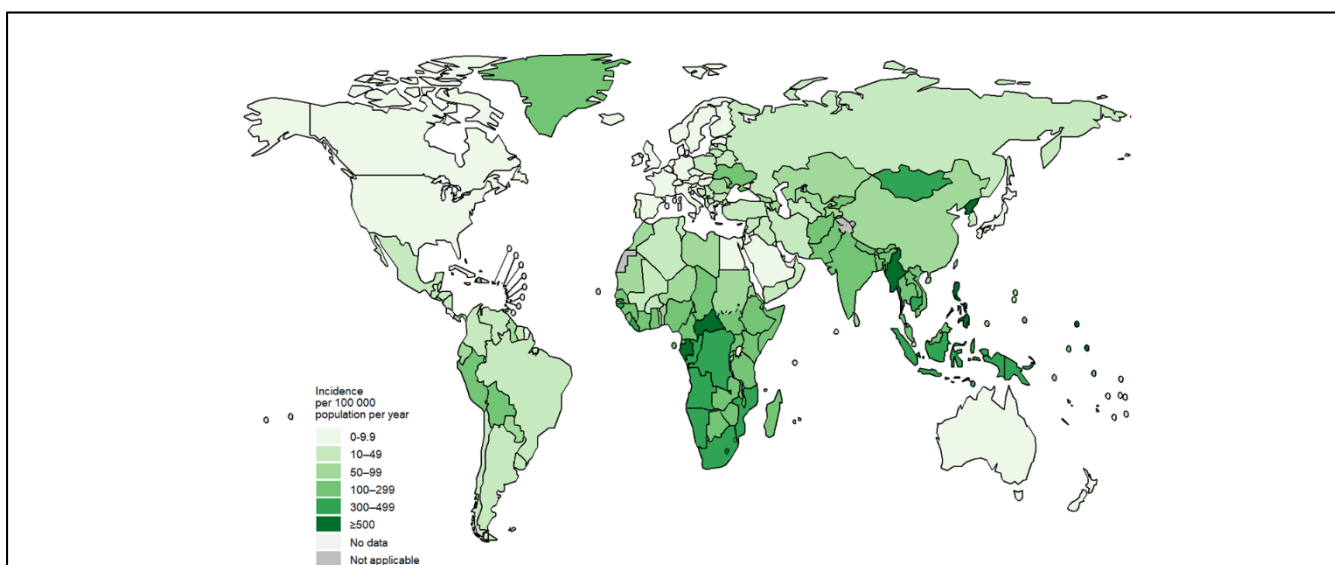 Incidence
per 100 000
population per year
0-9.9
10–49
50–99
100–299
300–499
≥500
No data
Not applicable